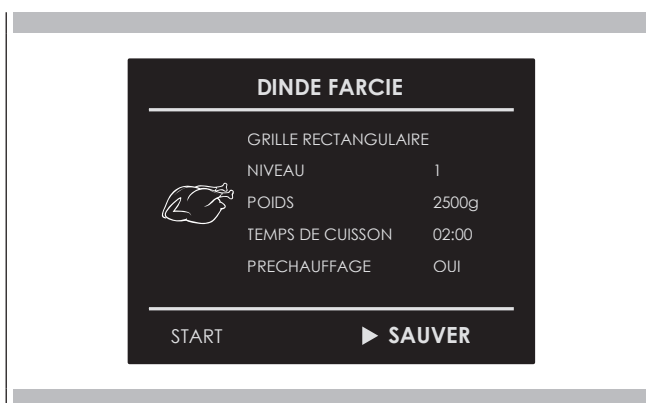 DINDE FARCIE
GRILLE RECTANGULAIRE
NIVEAU 1
POIDS 2500g
TEMPS DE CUISSON 02:00
PRECHAUFFAGE OUI
START ▶ SAUVER